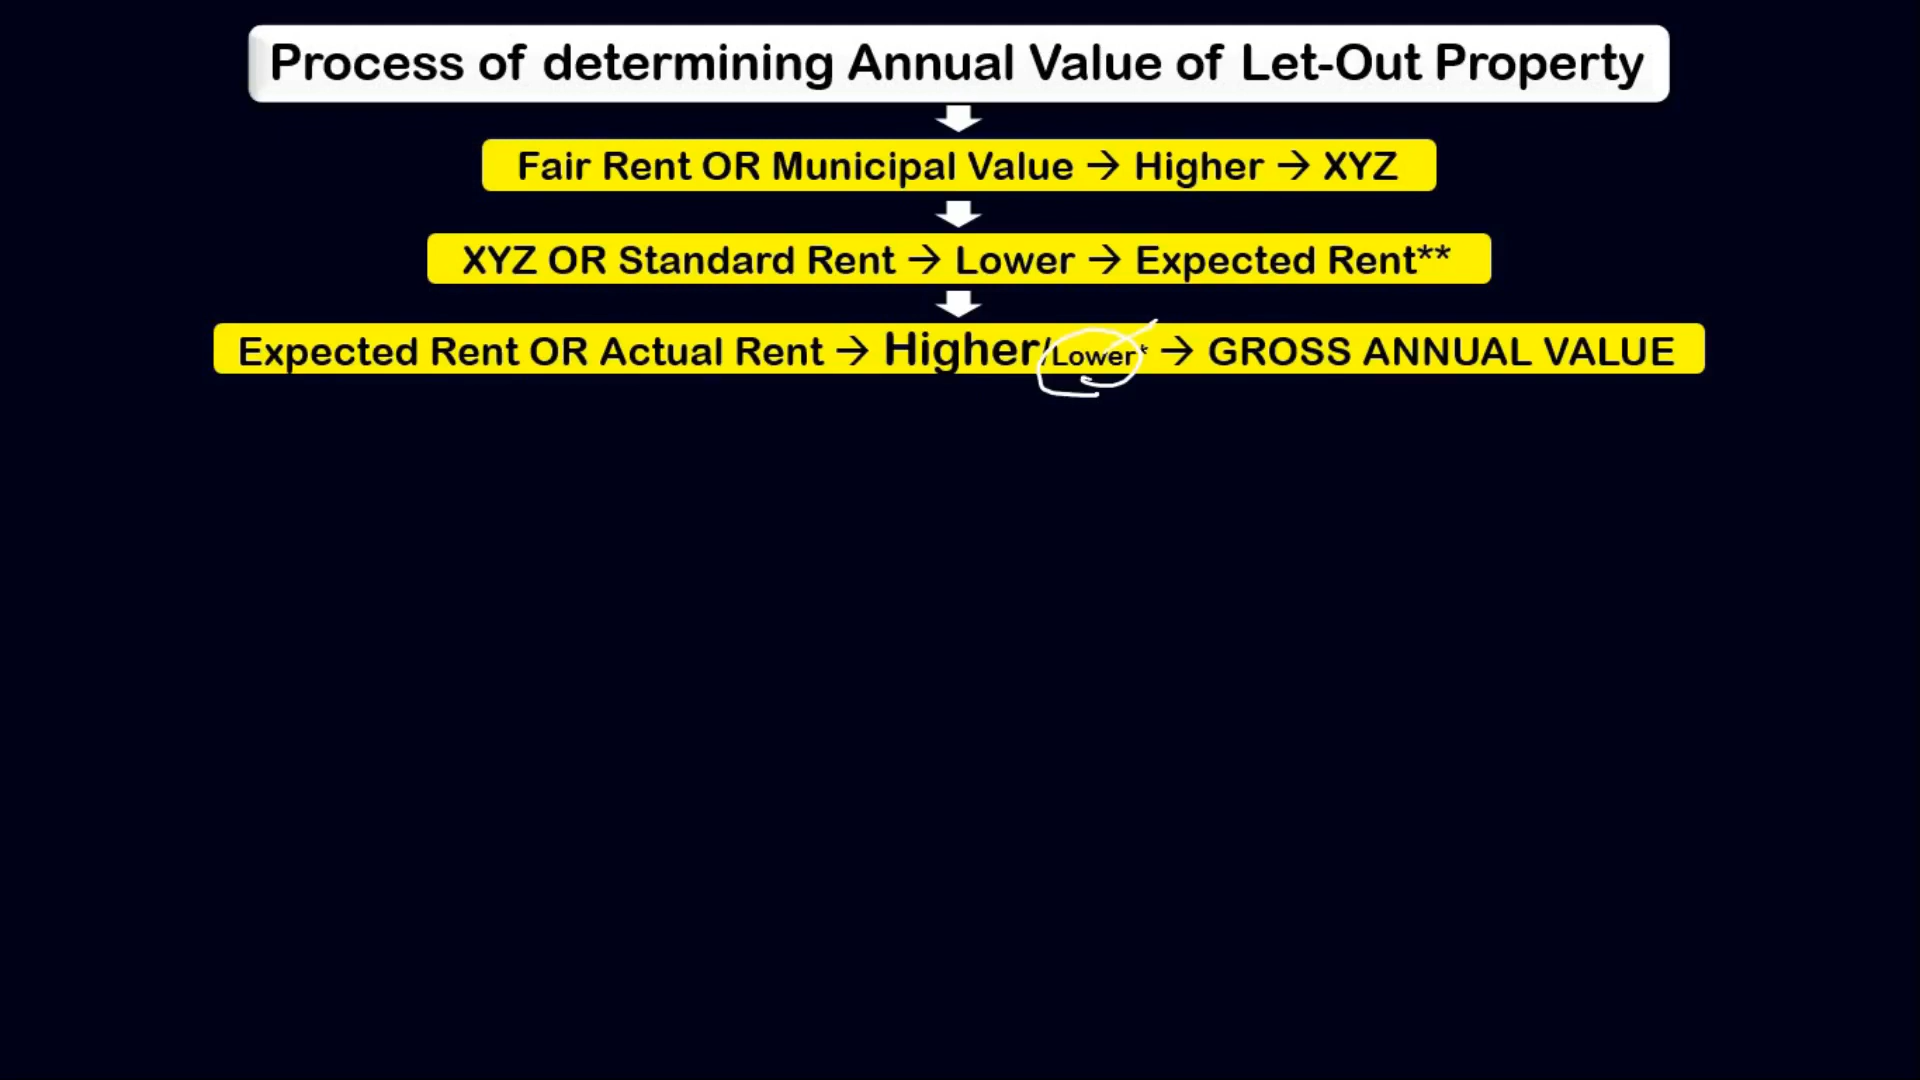 Process of determining Annual Value of Let-Out Property
Fair Rent OR Municipal Value → Higher → XYZ
XYZ OR Standard Rent → Lower → Expected Rent**
Expected Rent OR Actual Rent → Higher/Lower* → GROSS ANNUAL VALUE